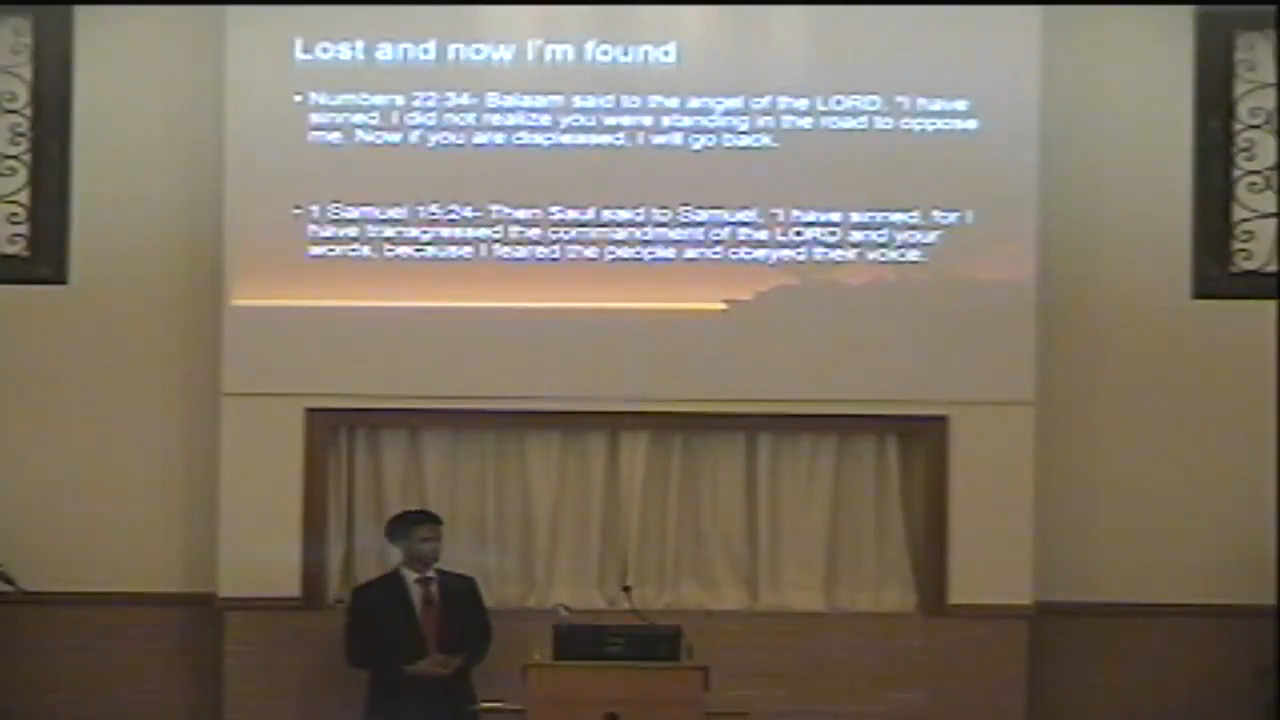 Lost and now I'm found
• Numbers 22:34- Balaam said to the angel of the LORD, "I have
sinned. I did not realize you were standing in the road to oppose
me. Now if you are displeased, I will go back.
• 1 Samuel 15:24- Then Saul said to Samuel, "I have sinned, for I
have transgressed the commandment of the LORD and your
words, because I feared the people and obeyed their voice.